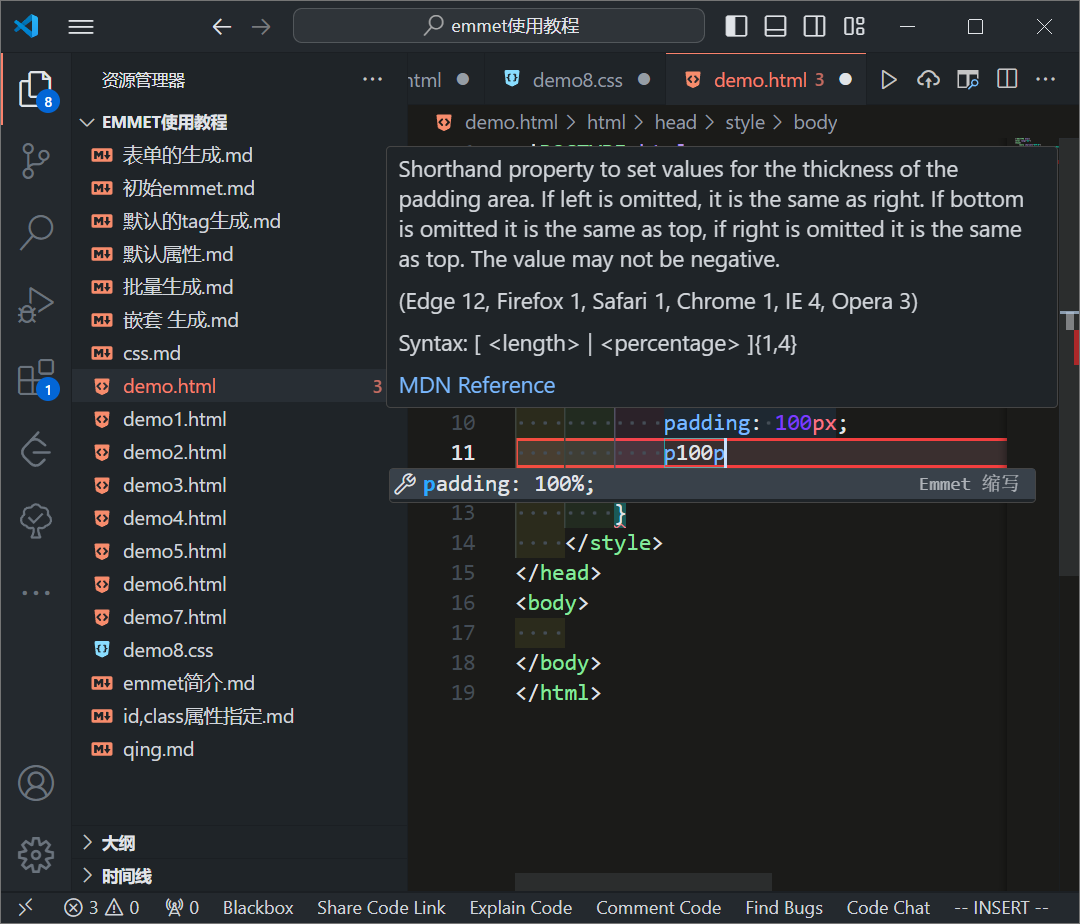 emmet使用教程
资源管理器
html
demo8.css
demo.html 3
8
EMMET使用教程
demo.html > html > head > style > body
表单的生成.md
初始emmet.md
默认的tag生成.md
默认属性.md
批量生成.md
嵌套 生成.md
css.md
demo.html 3
demo1.html
demo2.html
demo3.html
demo4.html
demo5.html
demo6.html
demo7.html
demo8.css
emmet简介.md
id,class属性指定.md
qing.md
1
大纲
时间线
Shorthand property to set values for the thickness of the
padding area. If left is omitted, it is the same as right. If bottom
is omitted it is the same as top, if right is omitted it is the same
as top. The value may not be negative.
(Edge 12, Firefox 1, Safari 1, Chrome 1, IE 4, Opera 3)
Syntax: [ <length> | <percentage> ]{1,4}
MDN Reference
10 padding: 100px;
11 p100p
padding: 100%; Emmet 缩写
13 }
14 </style>
15 </head>
16 <body>
17
18 </body>
19 </html>
3 0 0 Blackbox Share Code Link Explain Code Comment Code Find Bugs Code Chat -- INSERT --